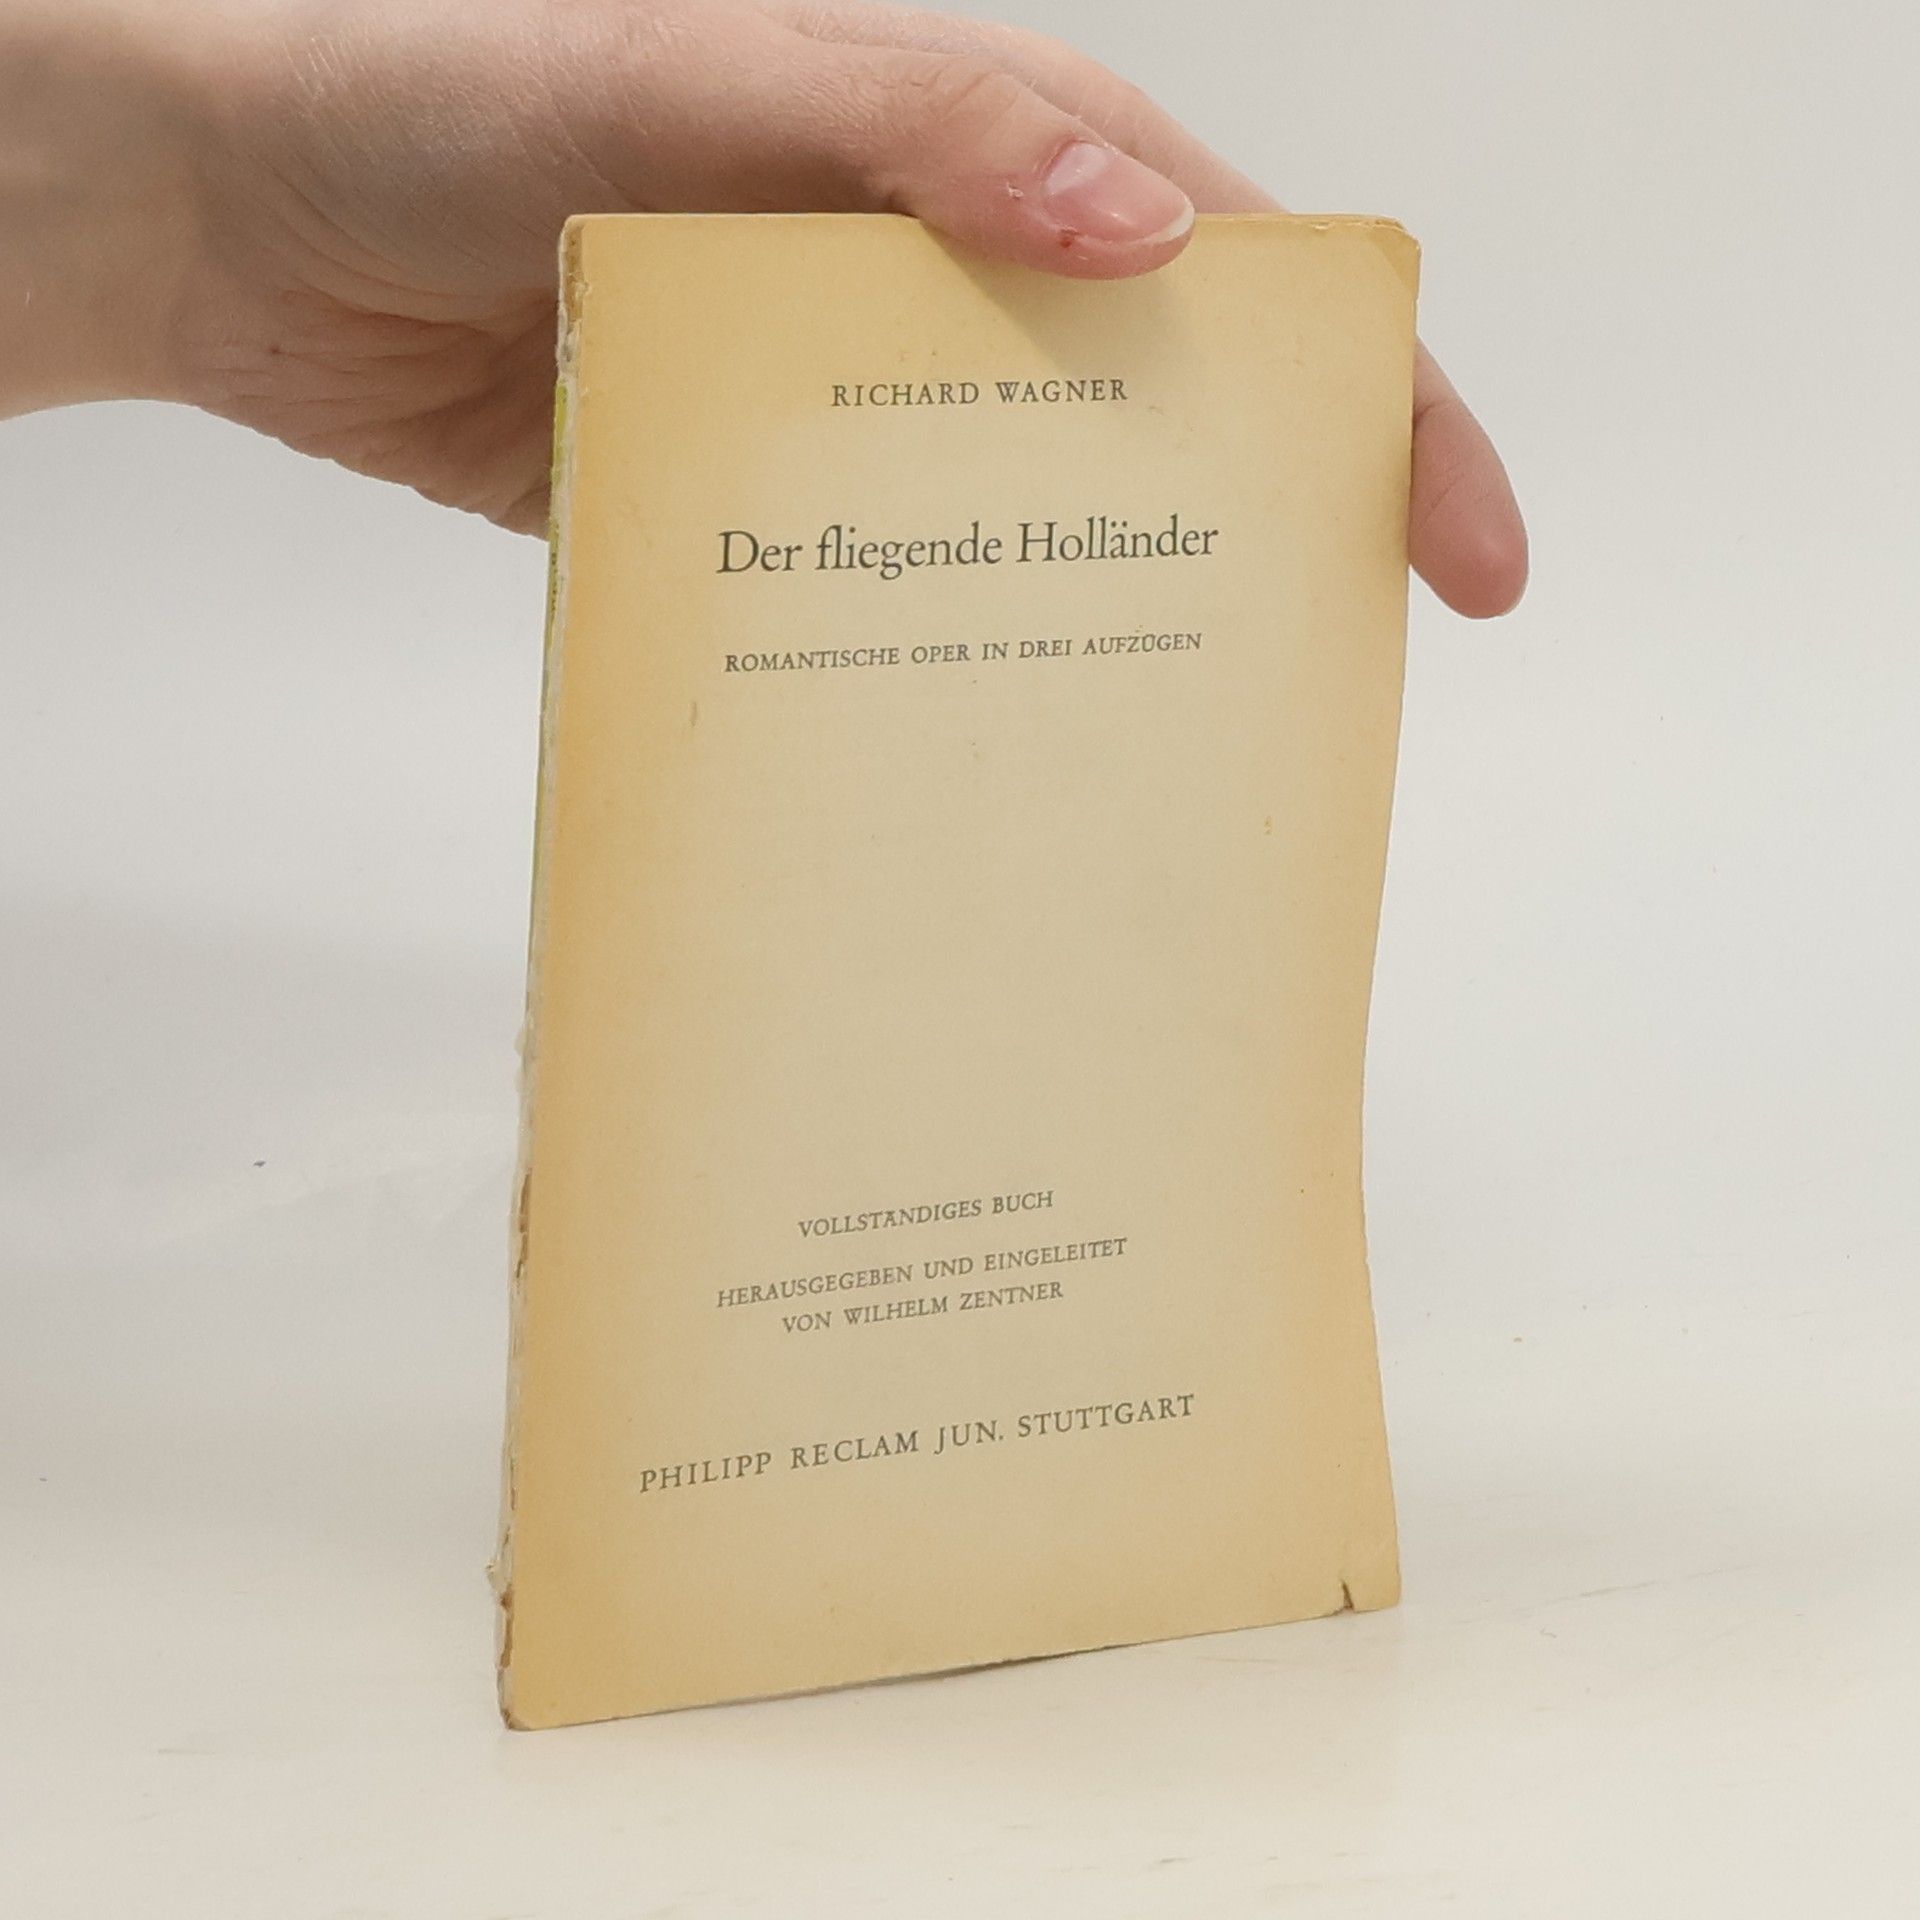 RICHARD WAGNER
Der fliegende Holländer
ROMANTISCHE OPER IN DREI AUFZÜGEN
VOLLSTÄNDIGES BUCH
HERAUSGEGEBEN UND EINGELEITET
VON WILHELM ZENTNER
PHILIPP RECLAM JUN. STUTTGART